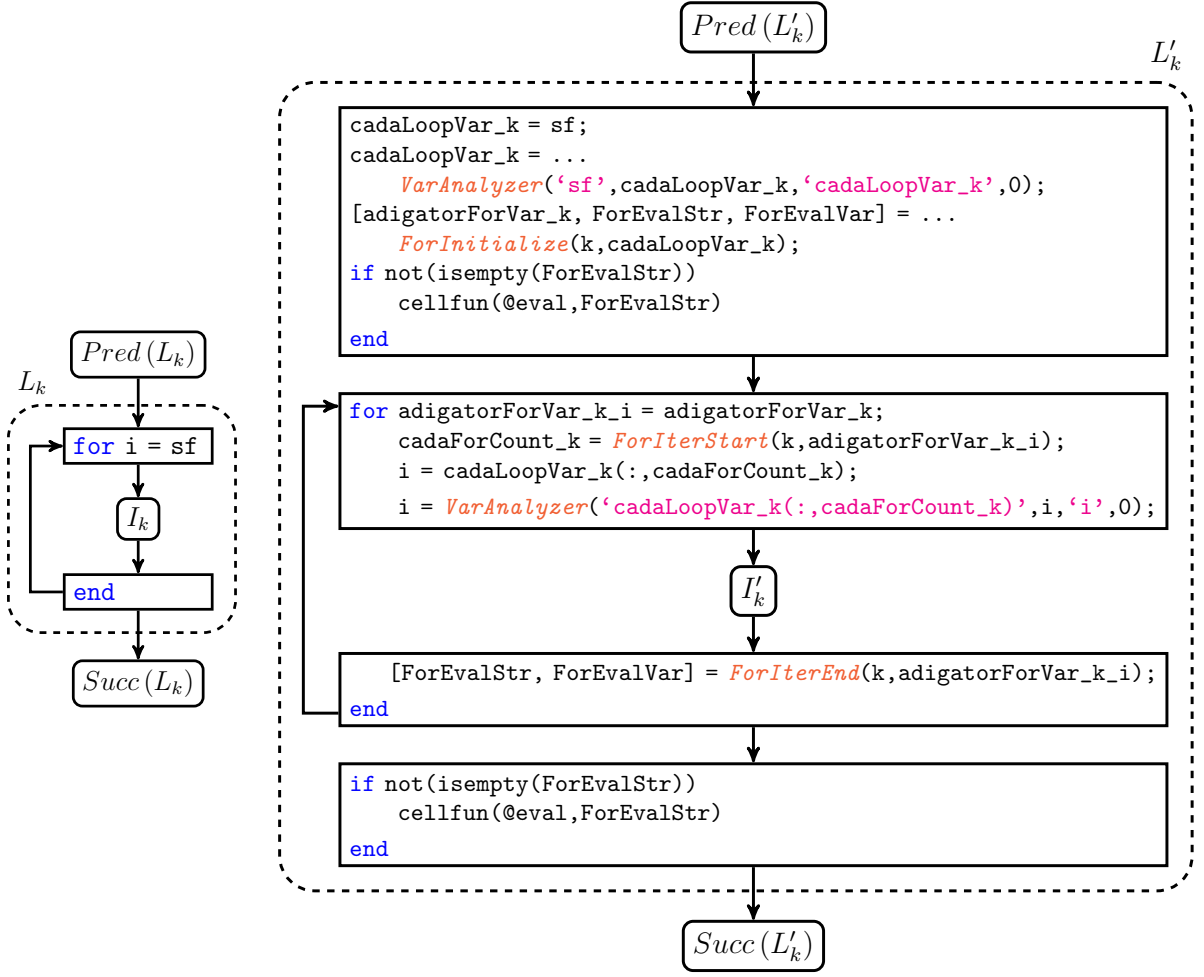 Pred (L_k)
L_k
for i = sf
I_k
end
Succ (L_k)
Pred (L'_k)
L'_k
cadaLoopVar_k = sf;
cadaLoopVar_k = ...
VarAnalyzer(‘sf’,cadaLoopVar_k,‘cadaLoopVar_k’,0);
[adigatorForVar_k, ForEvalStr, ForEvalVar] = ...
ForInitialize(k,cadaLoopVar_k);
if not(isempty(ForEvalStr))
cellfun(@eval,ForEvalStr)
end
for adigatorForVar_k_i = adigatorForVar_k;
cadaForCount_k = ForIterStart(k,adigatorForVar_k_i);
i = cadaLoopVar_k(:,cadaForCount_k);
i = VarAnalyzer(‘cadaLoopVar_k(:,cadaForCount_k)’,i,‘i’,0);
I'_k
[ForEvalStr, ForEvalVar] = ForIterEnd(k,adigatorForVar_k_i);
end
if not(isempty(ForEvalStr))
cellfun(@eval,ForEvalStr)
end
Succ (L'_k)